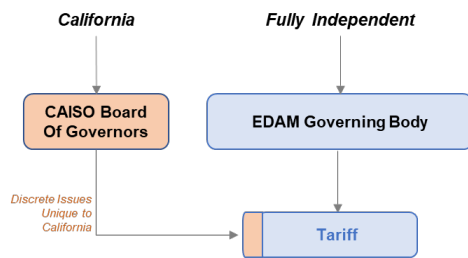 California
Fully Independent
CAISO Board
Of Governors
EDAM Governing Body
Discrete Issues
Unique to
California
Tariff